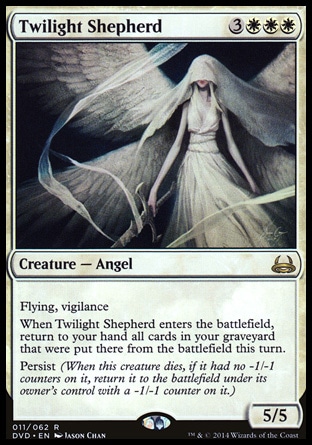 Twilight Shepherd 3
Creature — Angel
Flying, vigilance
When Twilight Shepherd enters the battlefield,
return to your hand all cards in your graveyard
that were put there from the battlefield this turn.
Persist (When this creature dies, if it had no -1/-1
counters on it, return it to the battlefield under its
owner's control with a -1/-1 counter on it.)
5/5
011/062 R
DVD • EN Jason Chan
™ & © 2014 Wizards of the Coast